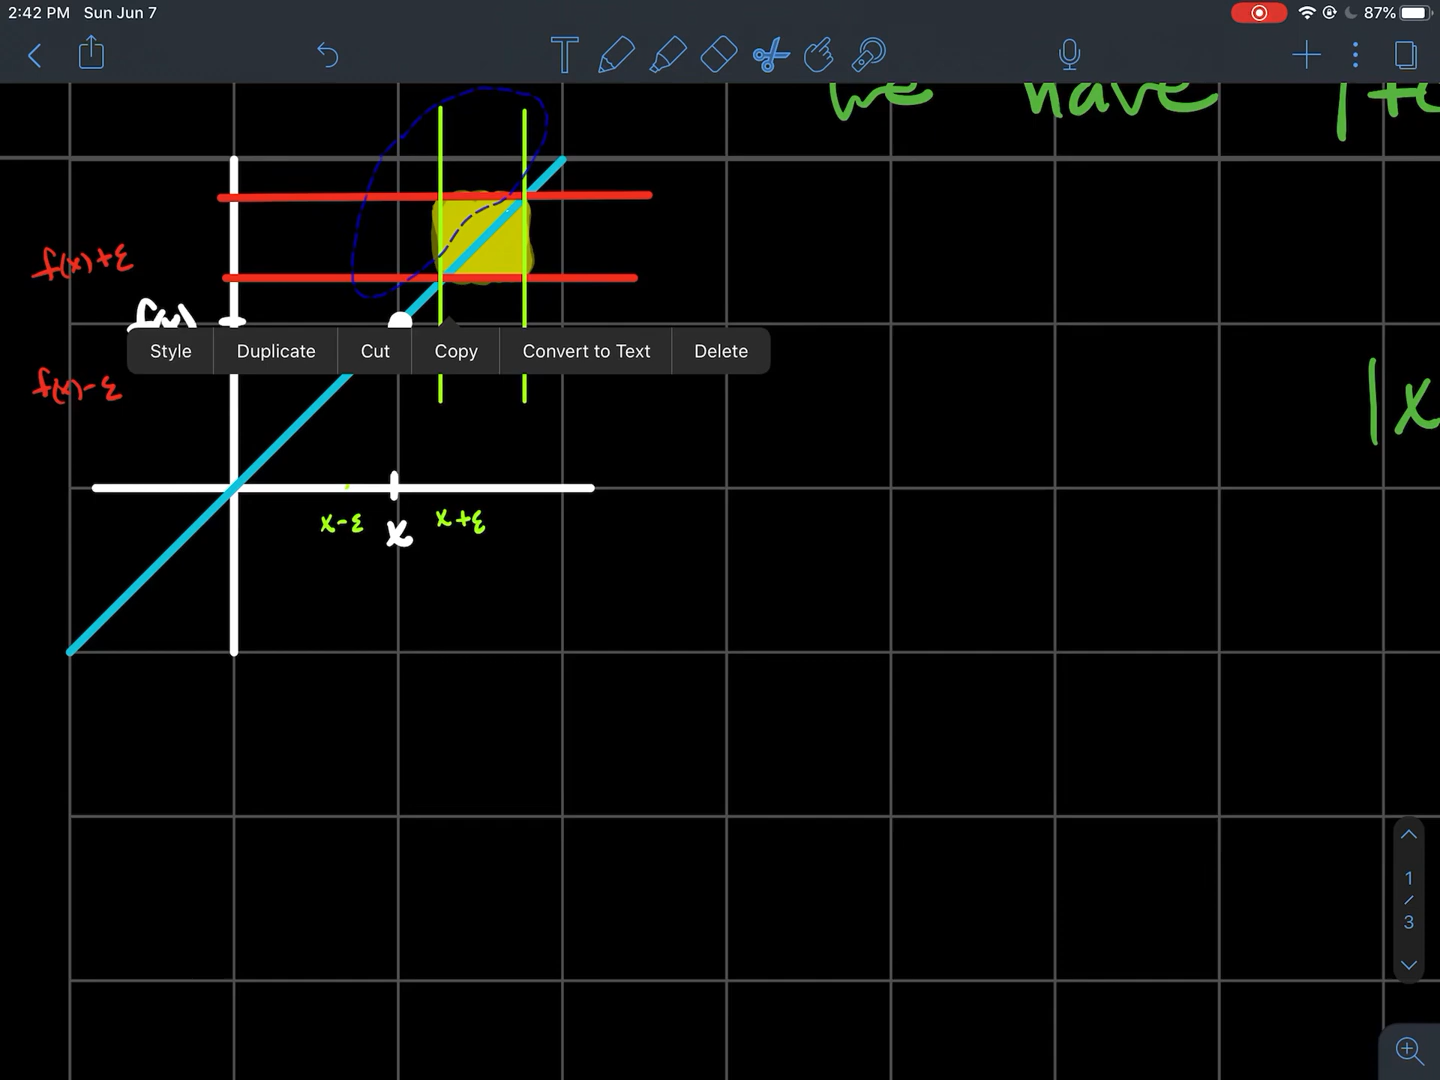 2:42 PM Sun Jun 7 87%
T
we have
f(x)+ε
f(x)
Style Duplicate Cut Copy Convert to Text Delete
f(x)-ε
|x
x-ε x x+ε
1
/
3